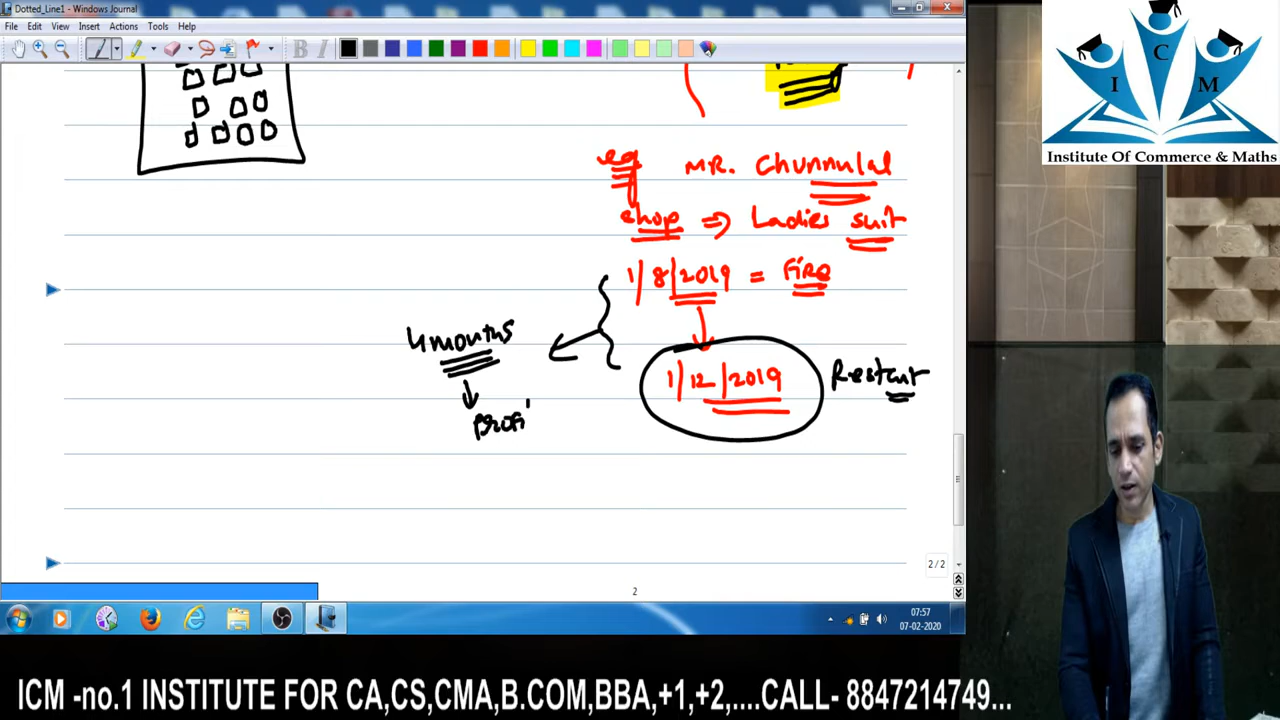 Dotted_Line1 - Windows Journal
File Edit View Insert Actions Tools Help
B I
I C M
Institute Of Commerce & Maths
eg MR. Chunnulal
shop => Ladies suit
1/8/2019 = Fire
4 months
1/12/2019 Restart
profi
2/2
2
07:57
07-02-2020
ICM -no.1 INSTITUTE FOR CA,CS,CMA,B.COM,BBA,+1,+2,....CALL- 8847214749...